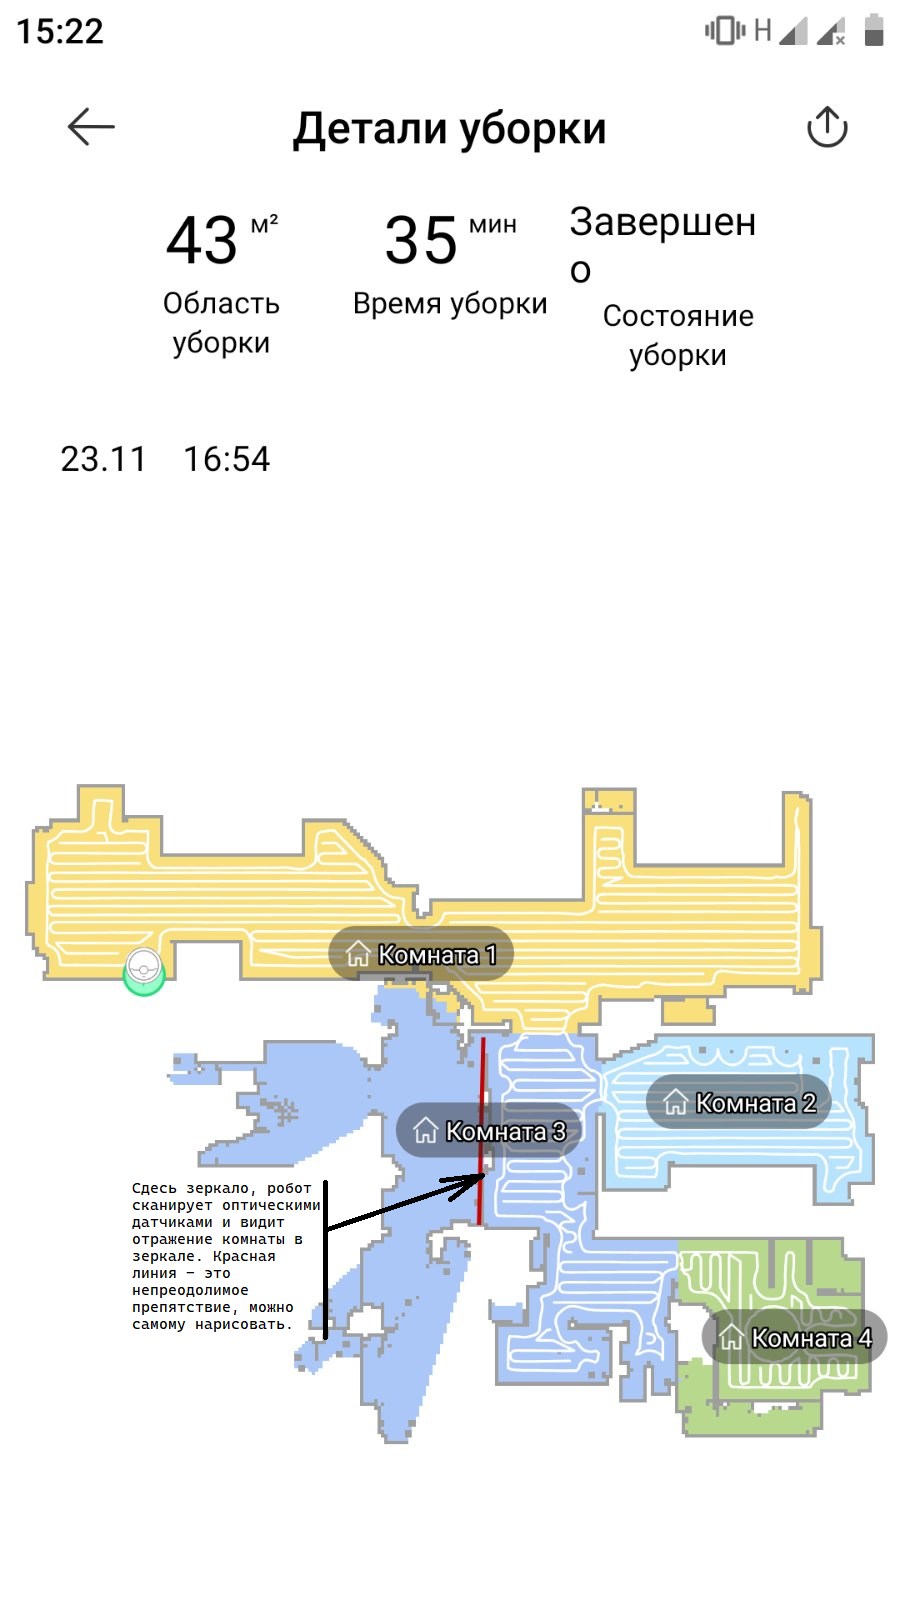 15:22
H
Детали уборки
43 м²
35 мин
Завершен
о
Область
уборки
Время уборки
Состояние
уборки
23.11 16:54
Комната 1
Комната 2
Комната 3
Здесь зеркало, робот
сканирует оптическими
датчиками и видит
отражение комнаты в
зеркале. Красная
линия – это
непреодолимое
препятствие, можно
самому нарисовать.
Комната 4